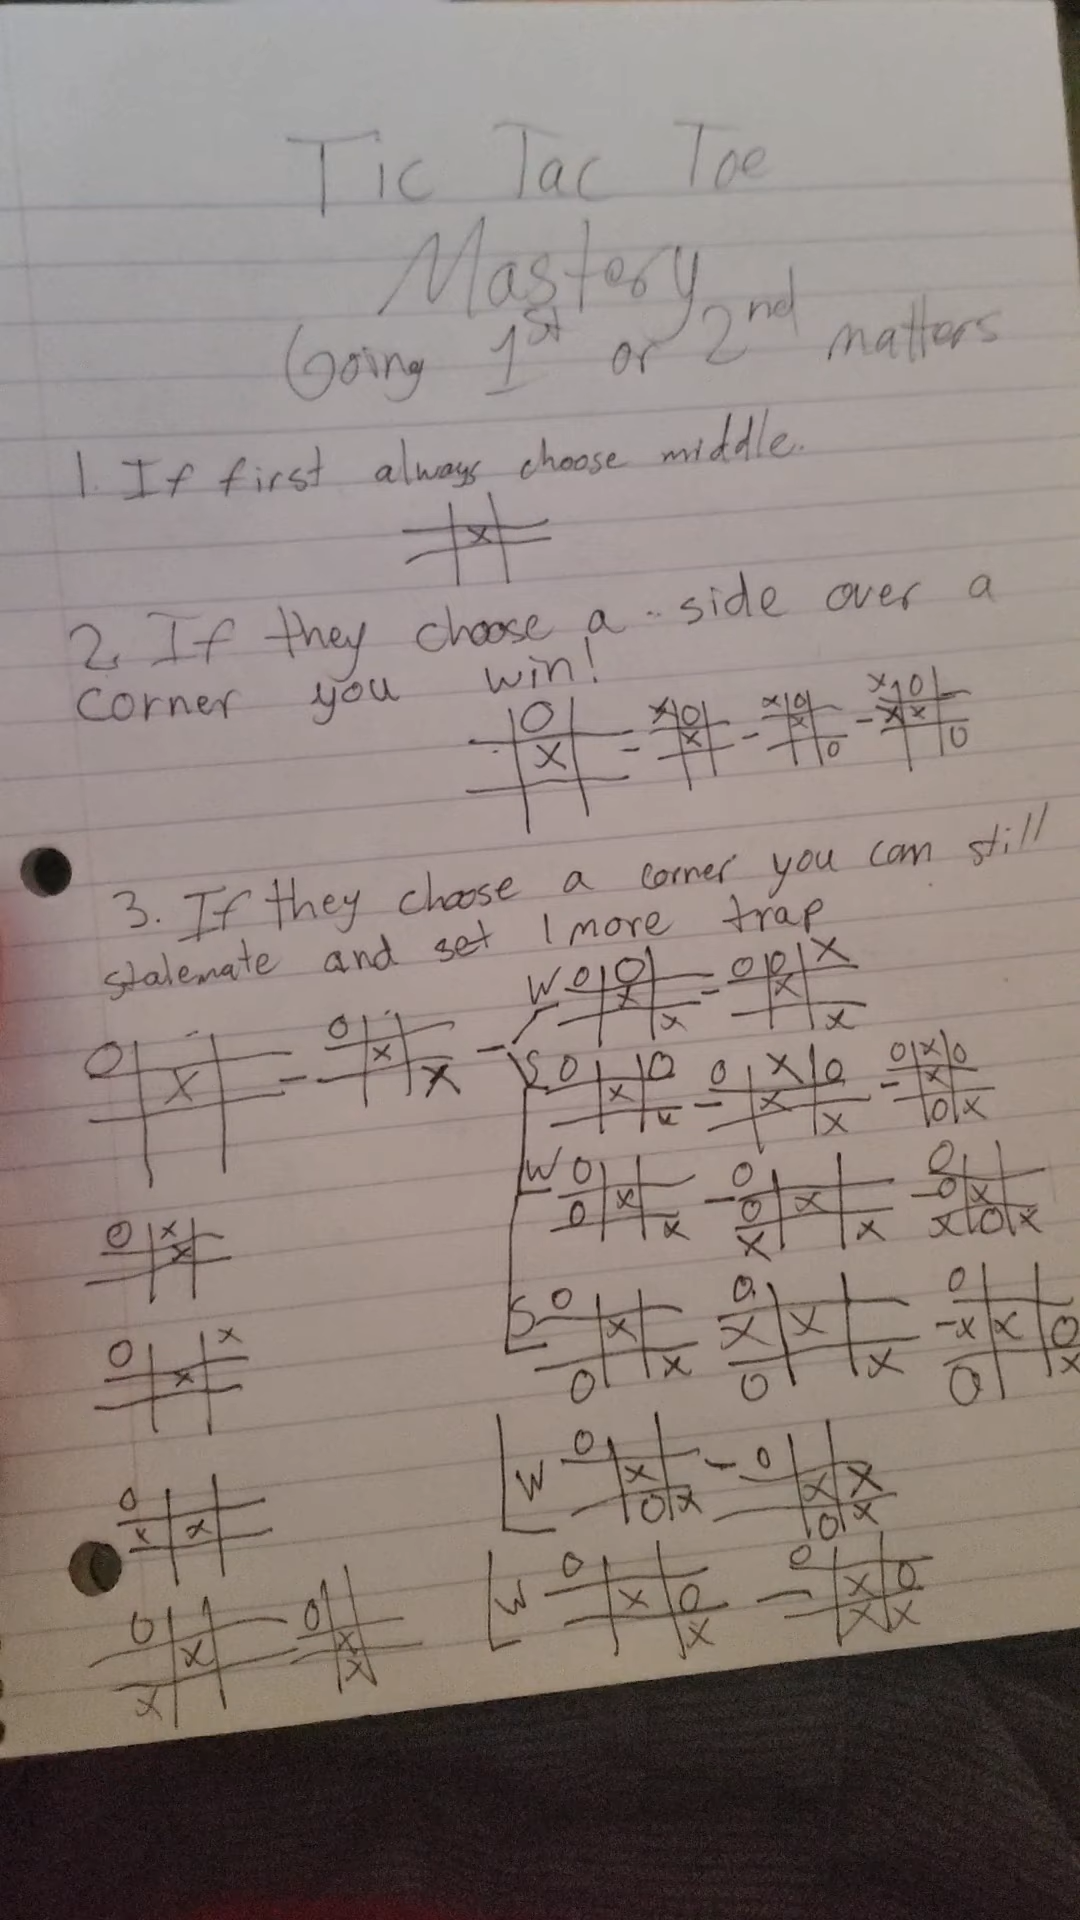 Tic Tac Toe
Mastery
Going 1st or 2nd matters
1. If first always choose middle.
X
2. If they choose a side over a
corner you win!
O X = X O X - X O X O - X O X X O
3. If they choose a corner you can still
stalemate and set 1 more trap
W O O X X - O O X X X
O X - O X X - S O O X X - O X O X X - O X O X O X
W O O X X - O O X X X - O O X X O X
O X X
S O X X O O X X X O - O X X O O X
O X X
W O X O X - O X X O X
O X X
W O X O X - O X O X X
O X X = O X X